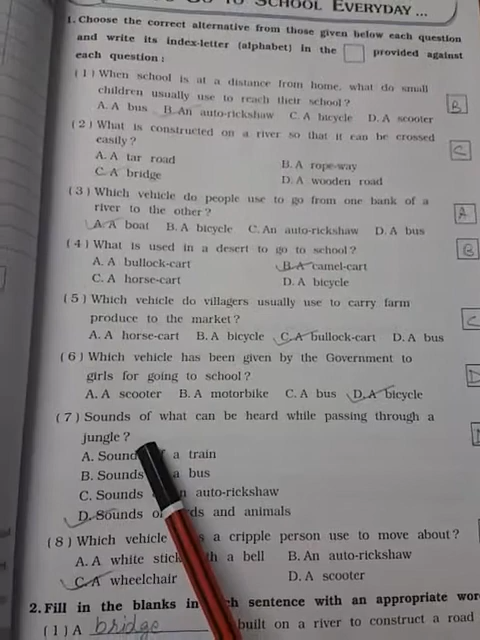 TO SCHOOL EVERYDAY ...
1. Choose the correct alternative from those given below each question
and write its index-letter (alphabet) in the provided against
each question :
( 1 ) When school is at a distance from home, what do small
children usually use to reach their school ?
A. A bus B. An auto-rickshaw C. A bicycle D. A scooter
B
( 2 ) What is constructed on a river so that it can be crossed
easily ?
C
A. A tar road B. A rope-way
C. A bridge D. A wooden road
( 3 ) Which vehicle do people use to go from one bank of a
river to the other ?
A
A. A boat B. A bicycle C. An auto-rickshaw D. A bus
( 4 ) What is used in a desert to go to school ?
B
A. A bullock-cart B. A camel-cart
C. A horse-cart D. A bicycle
( 5 ) Which vehicle do villagers usually use to carry farm
produce to the market ?
C
A. A horse-cart B. A bicycle C. A bullock-cart D. A bus
( 6 ) Which vehicle has been given by the Government to
girls for going to school ?
D
A. A scooter B. A motorbike C. A bus D. A bicycle
( 7 ) Sounds of what can be heard while passing through a
jungle ?
A. Sound a train
B. Sounds a bus
C. Sounds auto-rickshaw
D. Sounds and animals
( 8 ) Which vehicle a cripple person use to move about ?
A. A white stick a bell B. An auto-rickshaw
C. A wheelchair D. A scooter
2. Fill in the blanks in sentence with an appropriate
( 1 ) A bridge built on a river to construct a road